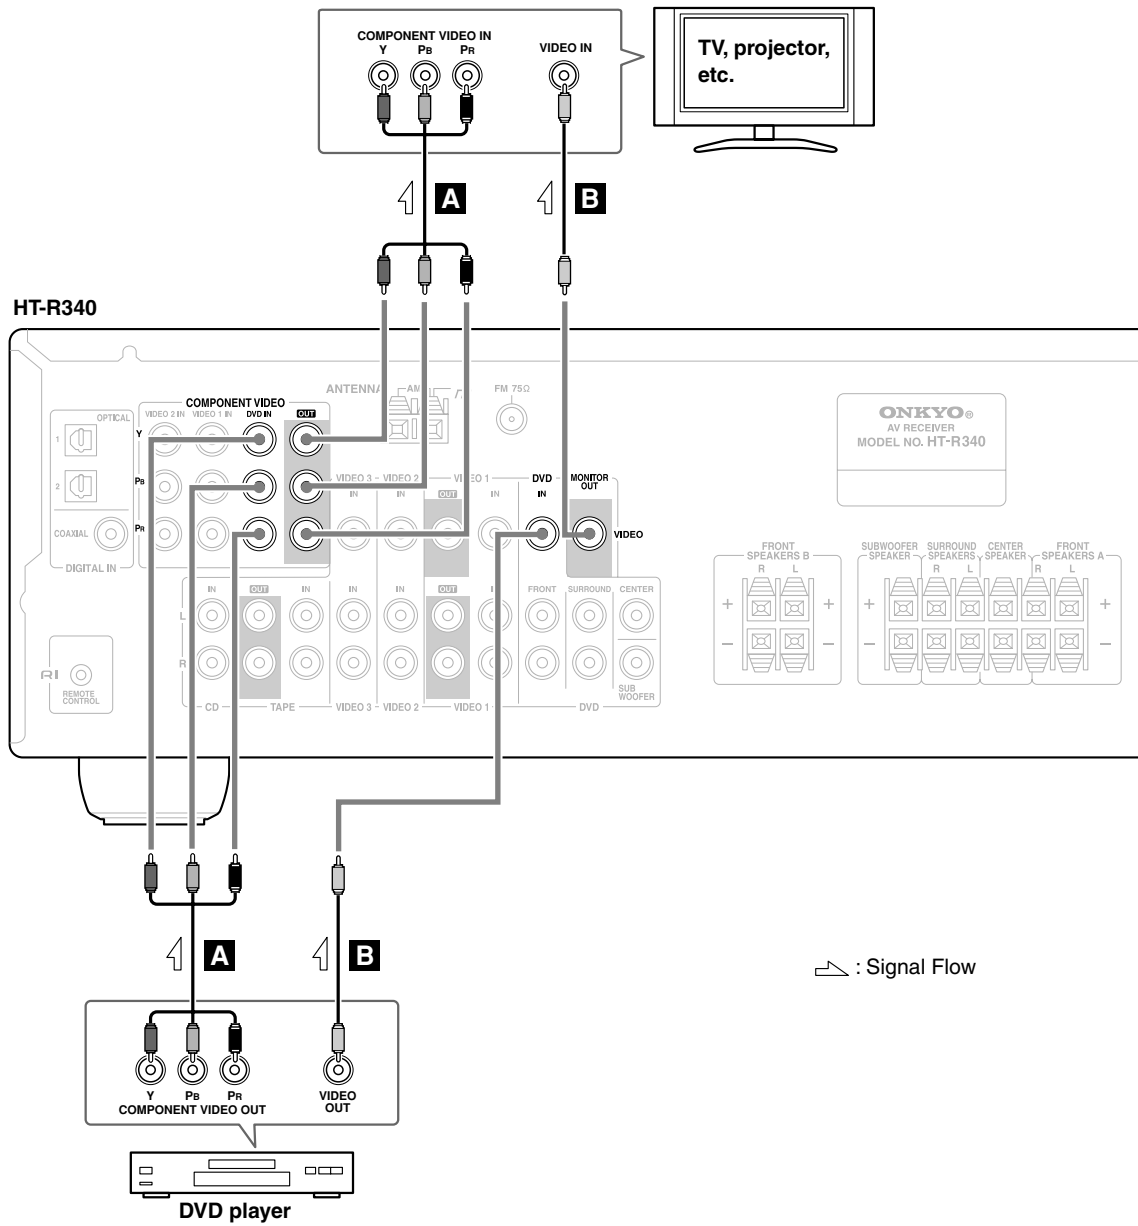 COMPONENT VIDEO IN
Y PB PR
VIDEO IN
TV, projector,
etc.
A
B
HT-R340
ANTENNA
AM
FM 75Ω
COMPONENT VIDEO
VIDEO 2 IN VIDEO 1 IN DVD IN OUT
OPTICAL
1
2
Y
PB
PR
COAXIAL
DIGITAL IN
VIDEO 3 VIDEO 2 VIDEO 1 DVD MONITOR
OUT
IN IN OUT IN IN
VIDEO
ONKYO®
AV RECEIVER
MODEL NO. HT-R340
FRONT
SPEAKERS B
R L
SUBWOOFER
SPEAKER
SURROUND
SPEAKERS
R L
CENTER
SPEAKER
FRONT
SPEAKERS A
R L
+ + + +
– – – –
IN OUT IN IN IN OUT IN FRONT SURROUND CENTER
L
R
SUB
WOOFER
CD TAPE VIDEO 3 VIDEO 2 VIDEO 1 DVD
RI
REMOTE
CONTROL
A
B
: Signal Flow
Y PB PR
COMPONENT VIDEO OUT
VIDEO
OUT
DVD player